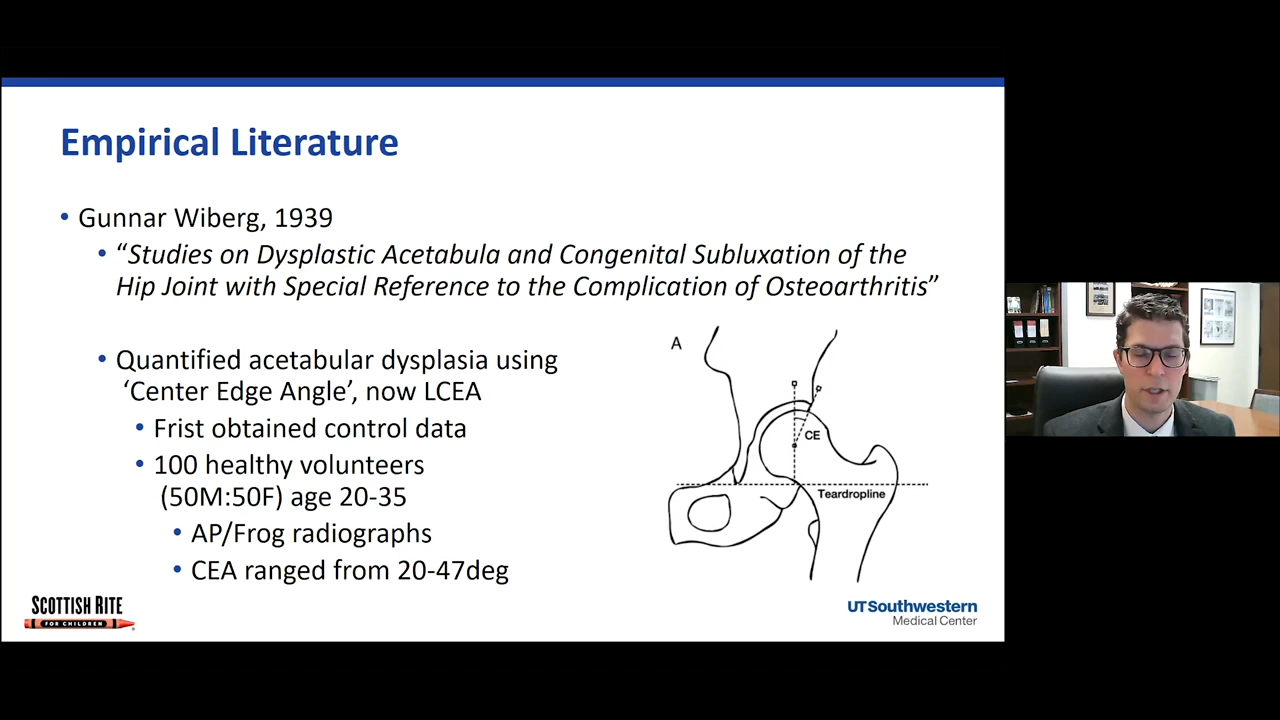 Empirical Literature
• Gunnar Wiberg, 1939
• “Studies on Dysplastic Acetabula and Congenital Subluxation of the
Hip Joint with Special Reference to the Complication of Osteoarthritis”
• Quantified acetabular dysplasia using
‘Center Edge Angle’, now LCEA
• Frist obtained control data
• 100 healthy volunteers
(50M:50F) age 20-35
• AP/Frog radiographs
• CEA ranged from 20-47deg
A
CE
Teardropline
SCOTTISH RITE
FOR CHILDREN
UTSouthwestern
Medical Center